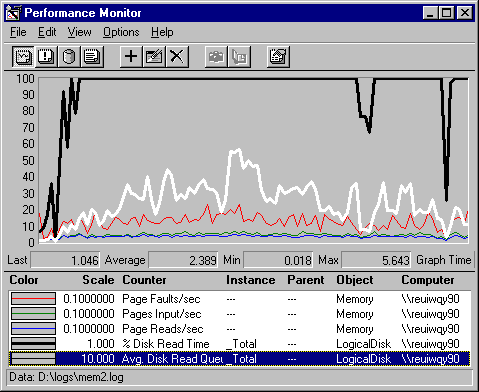 Performance Monitor
File Edit View Options Help
100
90
80
70
60
50
40
30
20
10
0
Last 1.046 Average 2.389 Min 0.018 Max 5.643 Graph Time
Color Scale Counter Instance Parent Object Computer
0.1000000 Page Faults/sec --- --- Memory \\reuiwqy90
0.1000000 Pages Input/sec --- --- Memory \\reuiwqy90
0.1000000 Page Reads/sec --- --- Memory \\reuiwqy90
1.000 % Disk Read Time _Total --- LogicalDisk \\reuiwqy90
10.000 Avg. Disk Read Queu _Total --- LogicalDisk \\reuiwqy90
Data: D:\logs\mem2.log